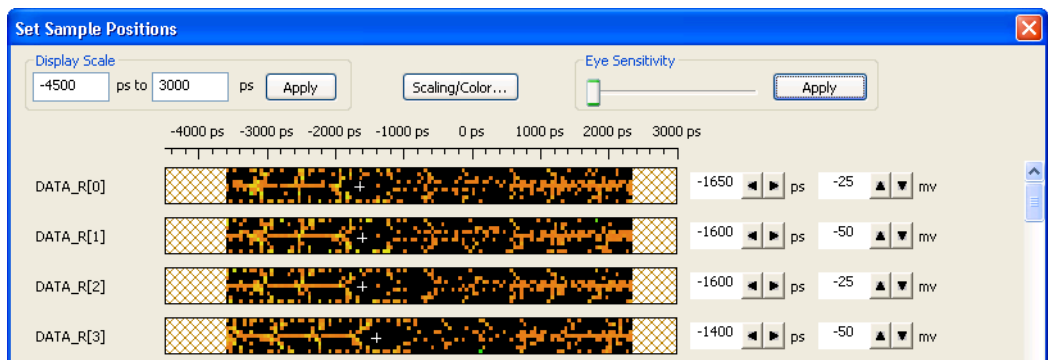 Set Sample Positions
Display Scale
-4500 ps to 3000 ps Apply
Scaling/Color...
Eye Sensitivity
Apply
-4000 ps -3000 ps -2000 ps -1000 ps 0 ps 1000 ps 2000 ps 3000 ps
DATA_R[0] -1650 ps -25 mv
DATA_R[1] -1600 ps -50 mv
DATA_R[2] -1600 ps -25 mv
DATA_R[3] -1400 ps -50 mv